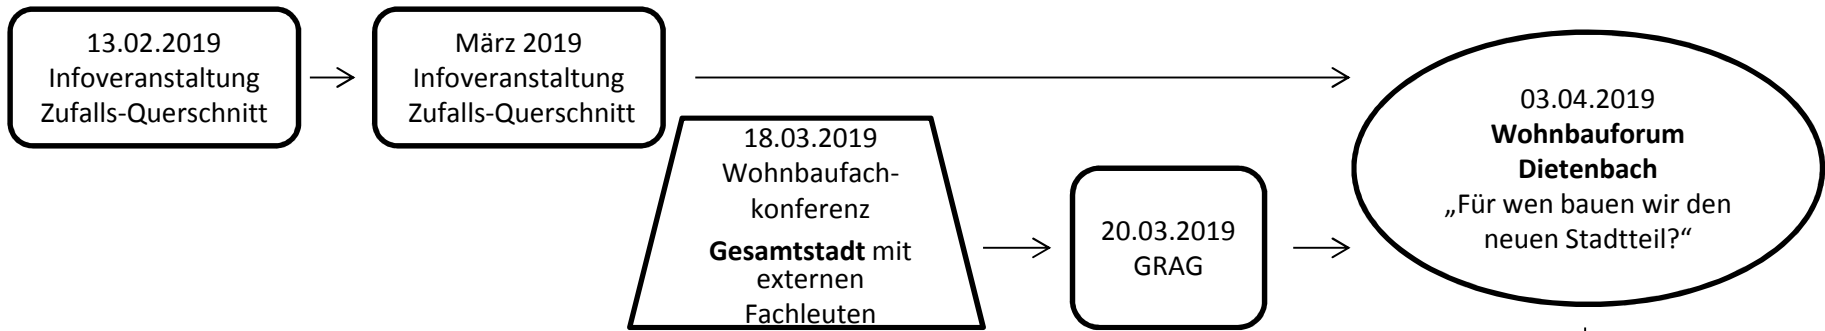 13.02.2019
Infoveranstaltung
Zufalls-Querschnitt
März 2019
Infoveranstaltung
Zufalls-Querschnitt
18.03.2019
Wohnbaufach-
konferenz
Gesamtstadt mit
externen
Fachleuten
20.03.2019
GRAG
03.04.2019
Wohnbauforum
Dietenbach
„Für wen bauen wir den
neuen Stadtteil?“